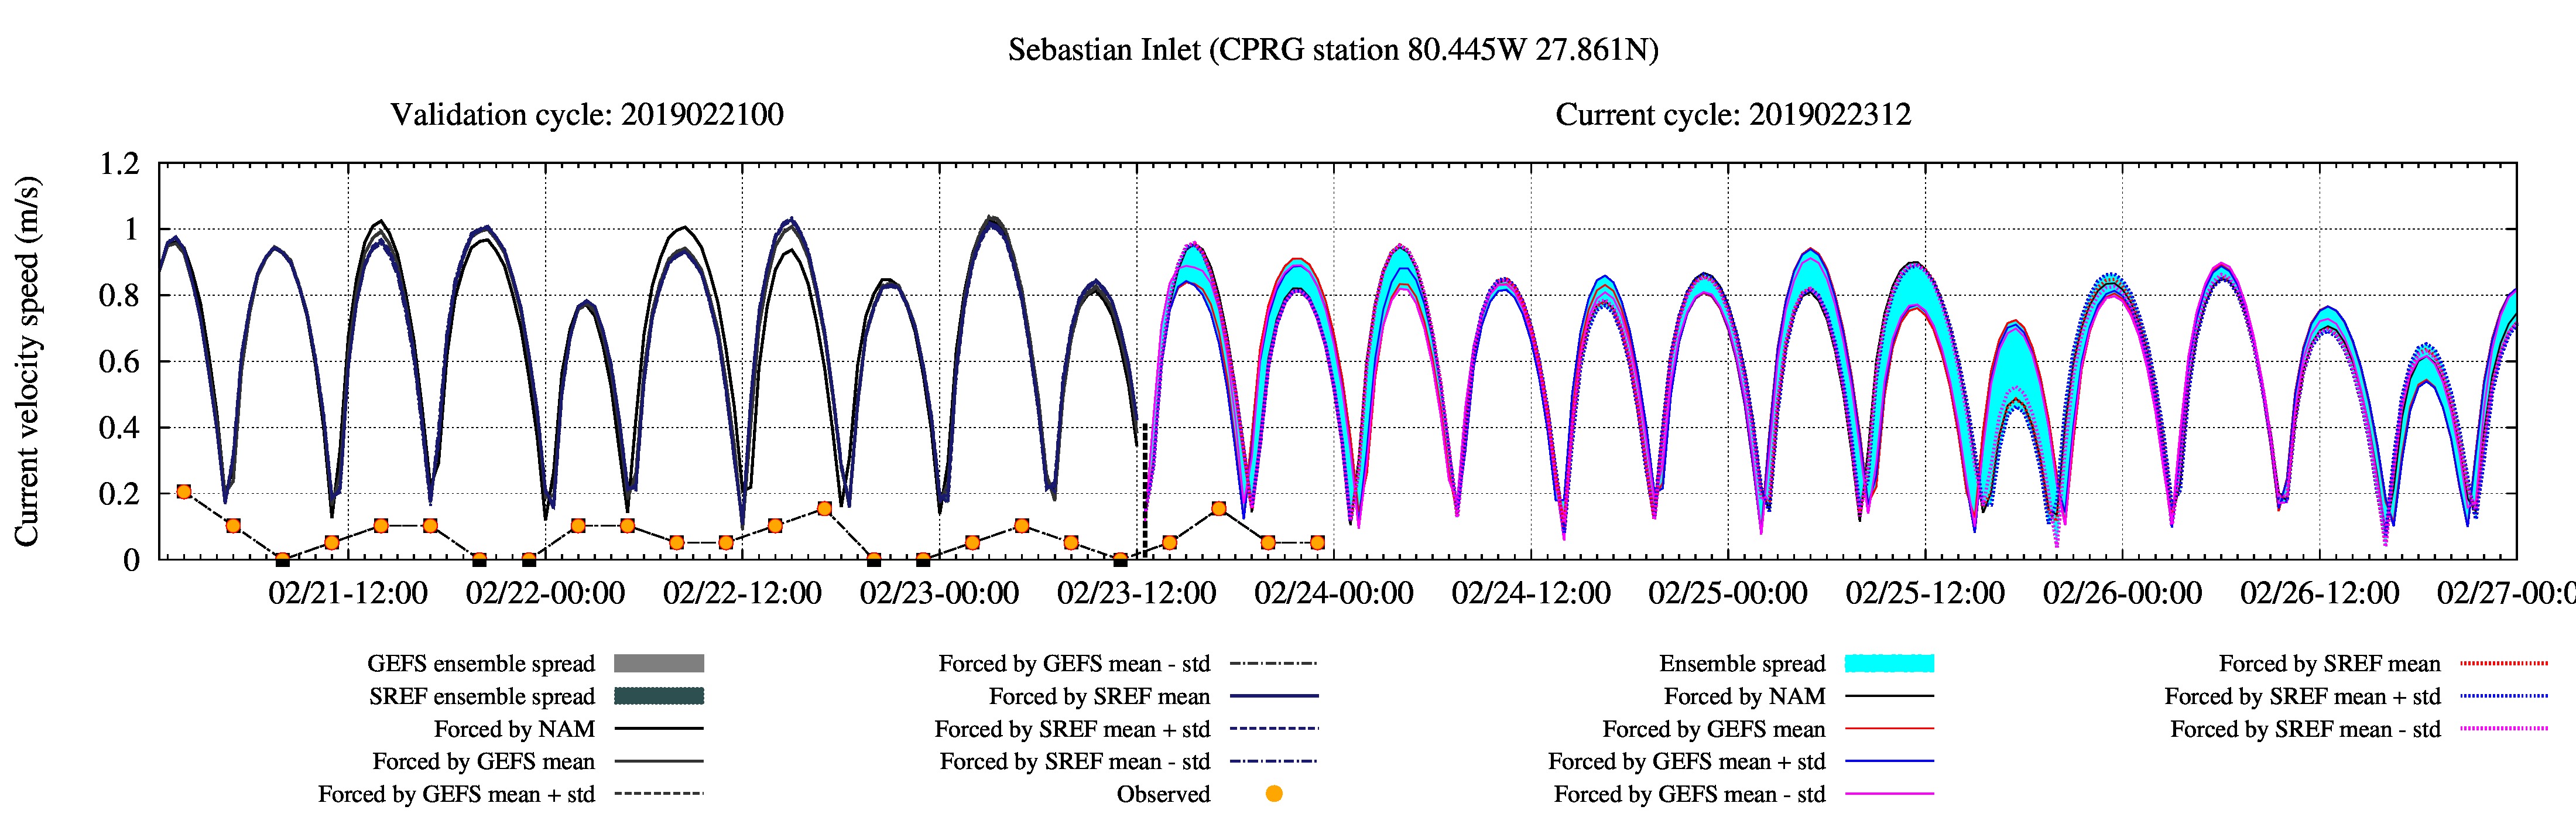 Sebastian Inlet (CPRG station 80.445W 27.861N)
Validation cycle: 2019022100
Current cycle: 2019022312
Current velocity speed (m/s)
1.2
1
0.8
0.6
0.4
0.2
0
02/21-12:00 02/22-00:00 02/22-12:00 02/23-00:00 02/23-12:00 02/24-00:00 02/24-12:00 02/25-00:00 02/25-12:00 02/26-00:00 02/26-12:00 02/27-00:0
GEFS ensemble spread
SREF ensemble spread
Forced by NAM
Forced by GEFS mean
Forced by GEFS mean + std
Forced by GEFS mean - std
Forced by SREF mean
Forced by SREF mean + std
Forced by SREF mean - std
Observed
Ensemble spread
Forced by NAM
Forced by GEFS mean
Forced by GEFS mean + std
Forced by GEFS mean - std
Forced by SREF mean
Forced by SREF mean + std
Forced by SREF mean - std